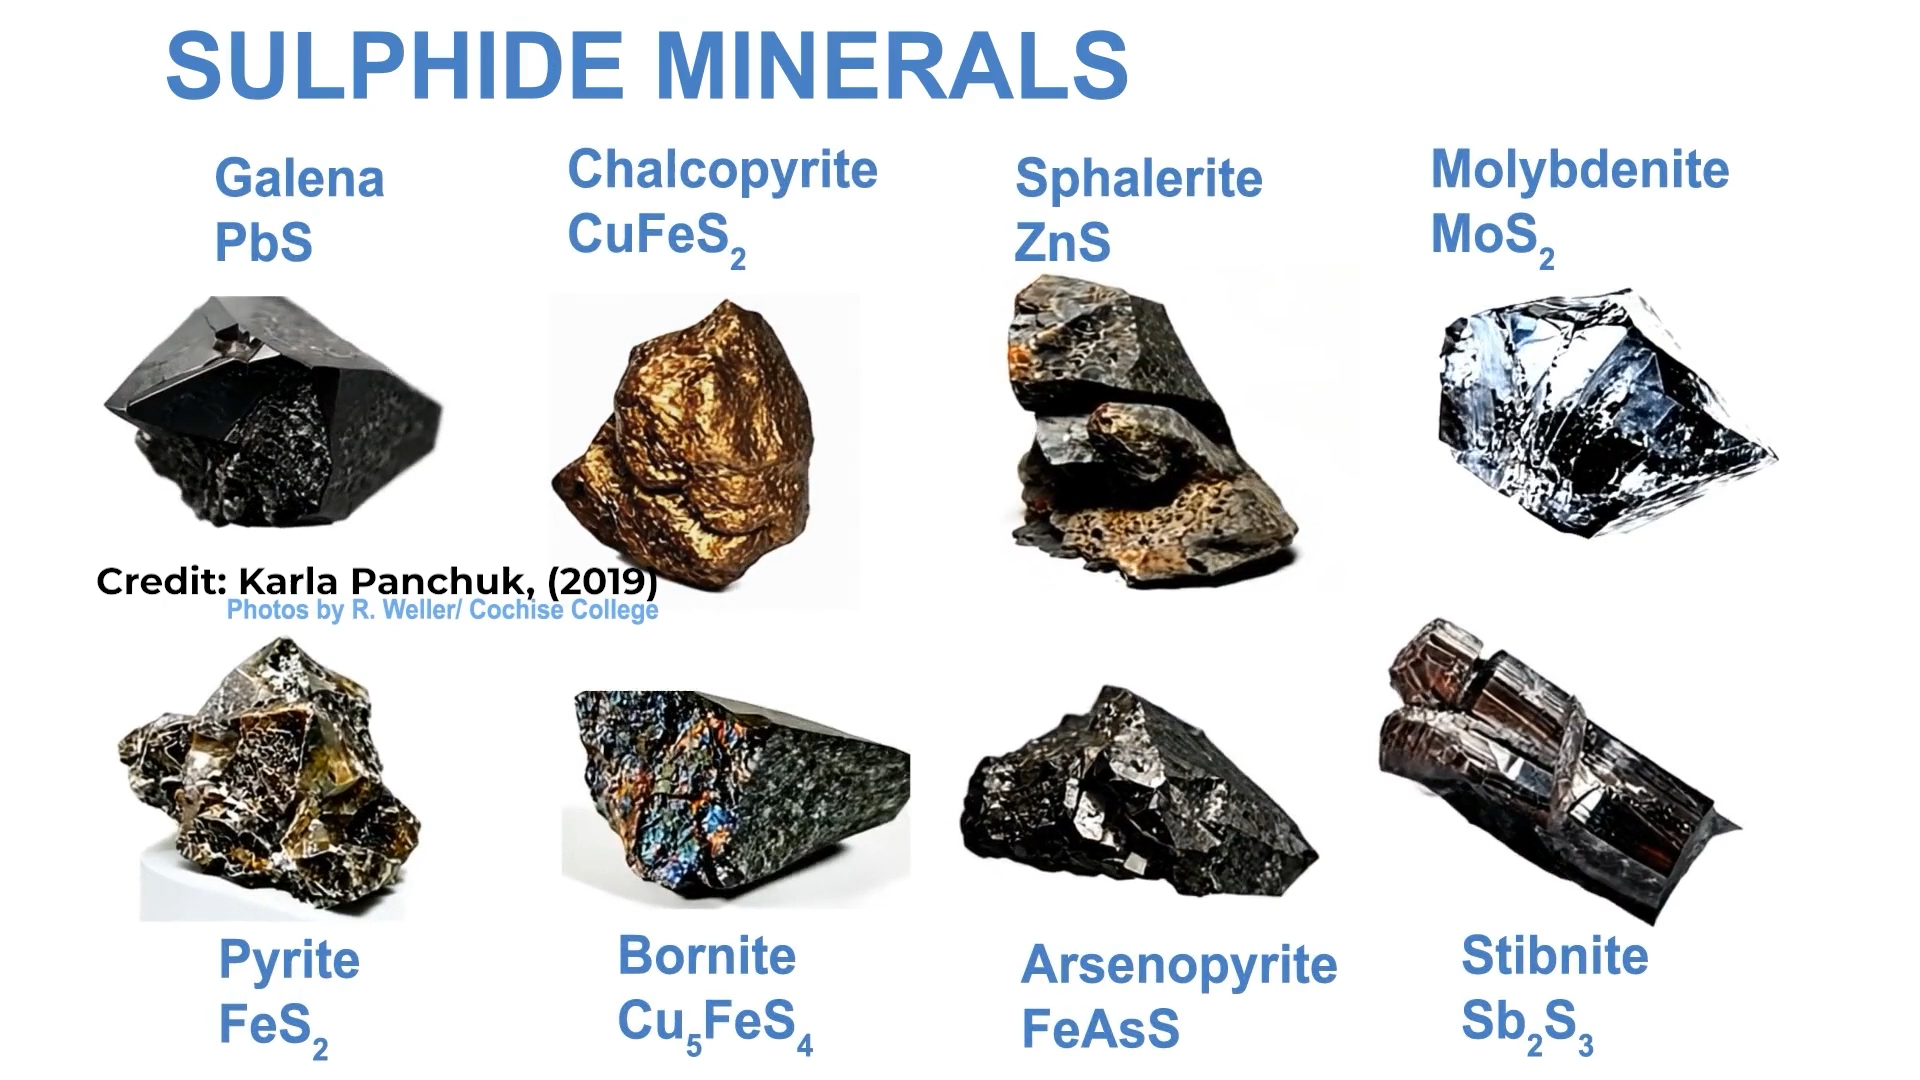 SULPHIDE MINERALS
Galena
PbS
Chalcopyrite
CuFeS₂
Sphalerite
ZnS
Molybdenite
MoS₂
Credit: Karla Panchuk, (2019)
Photos by R. Weller/ Cochise College
Pyrite
FeS₂
Bornite
Cu₅FeS₄
Arsenopyrite
FeAsS
Stibnite
Sb₂S₃